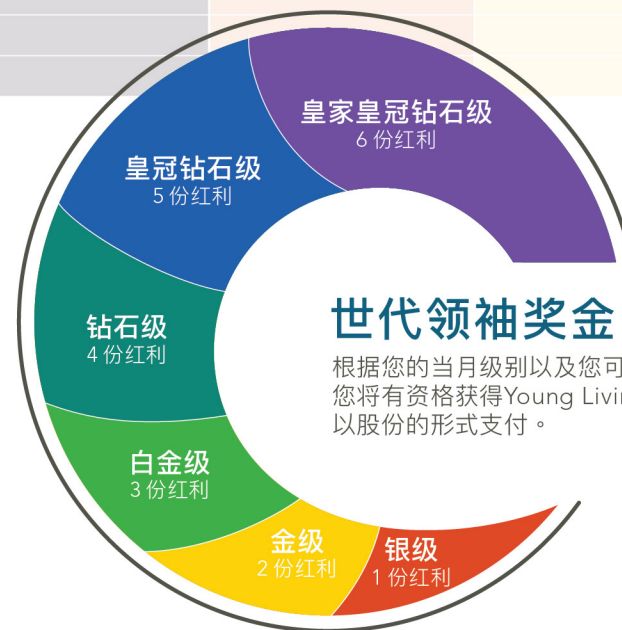 皇家皇冠钻石级
6 份红利
皇冠钻石级
5 份红利
钻石级
4 份红利
白金级
3 份红利
金级
2 份红利
银级
1 份红利
世代领袖奖金
根据您的当月级别以及您可
您将有资格获得Young Livin
以股份的形式支付。